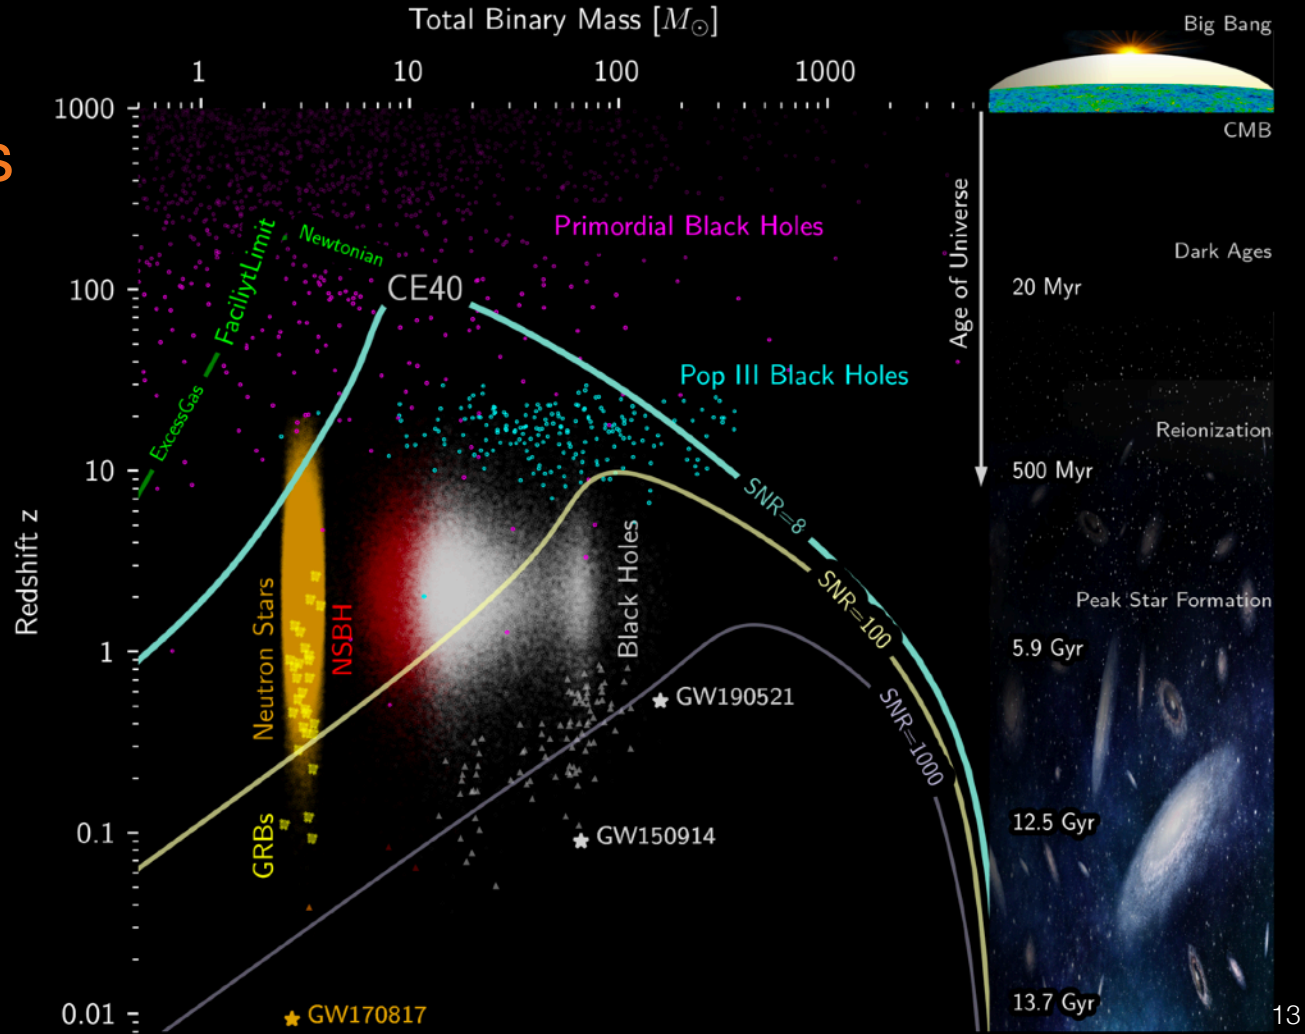 Total Binary Mass [M☉]
1
10
100
1000
Big Bang
CMB
s
1000
100
10
1
0.1
0.01
Redshift z
Primordial Black Holes
Newtonian
FaciliytLimit
ExcessGas
CE40
Pop III Black Holes
Age of Universe
Dark Ages
20 Myr
Reionization
500 Myr
SNR=8
SNR=100
SNR=1000
Peak Star Formation
5.9 Gyr
Neutron Stars
NSBH
Black Holes
GRBs
GW190521
GW150914
12.5 Gyr
GW170817
13.7 Gyr
13